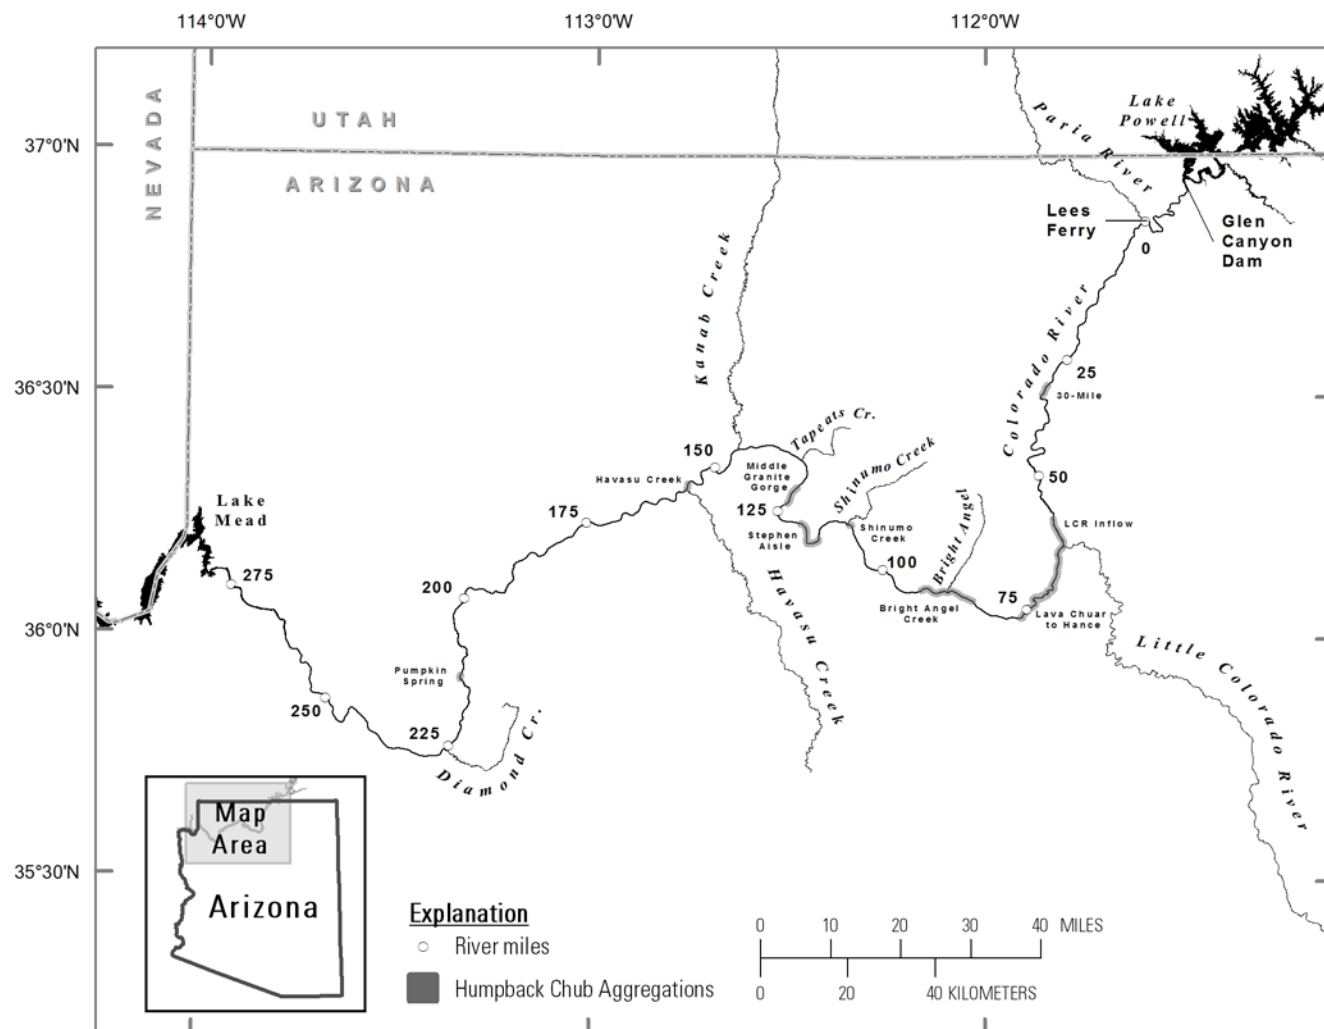 114°0'W
113°0'W
112°0'W
37°0'N
36°30'N
36°0'N
35°30'N
NEVADA
UTAH
ARIZONA
Lake
Powell
Paria River
Lees
Ferry
0
Glen
Canyon
Dam
Colorado River
25
30-Mile
50
LCR Inflow
Kanab Creek
150
Tapeats Cr.
Middle
Granite
Gorge
Shinumo Creek
Havasu Creek
125
Stephen
Aisle
Shinumo
Creek
100
Bright Angel
Bright Angel
Creek
75
Lava Chuar
to Hance
Little Colorado River
Havasu Creek
175
Lake
Mead
275
200
Pumpkin
Spring
250
225
Diamond Cr.
Map
Area
Arizona
Explanation
River miles
Humpback Chub Aggregations
0 10 20 30 40 MILES
0 20 40 KILOMETERS